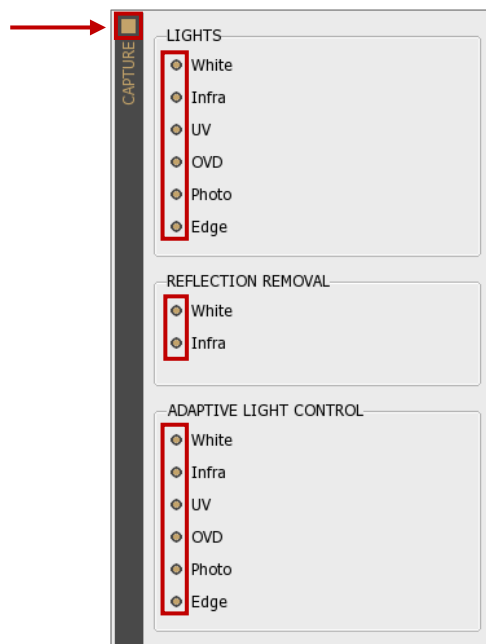 CAPTURE
LIGHTS
White
Infra
UV
OVD
Photo
Edge
REFLECTION REMOVAL
White
Infra
ADAPTIVE LIGHT CONTROL
White
Infra
UV
OVD
Photo
Edge